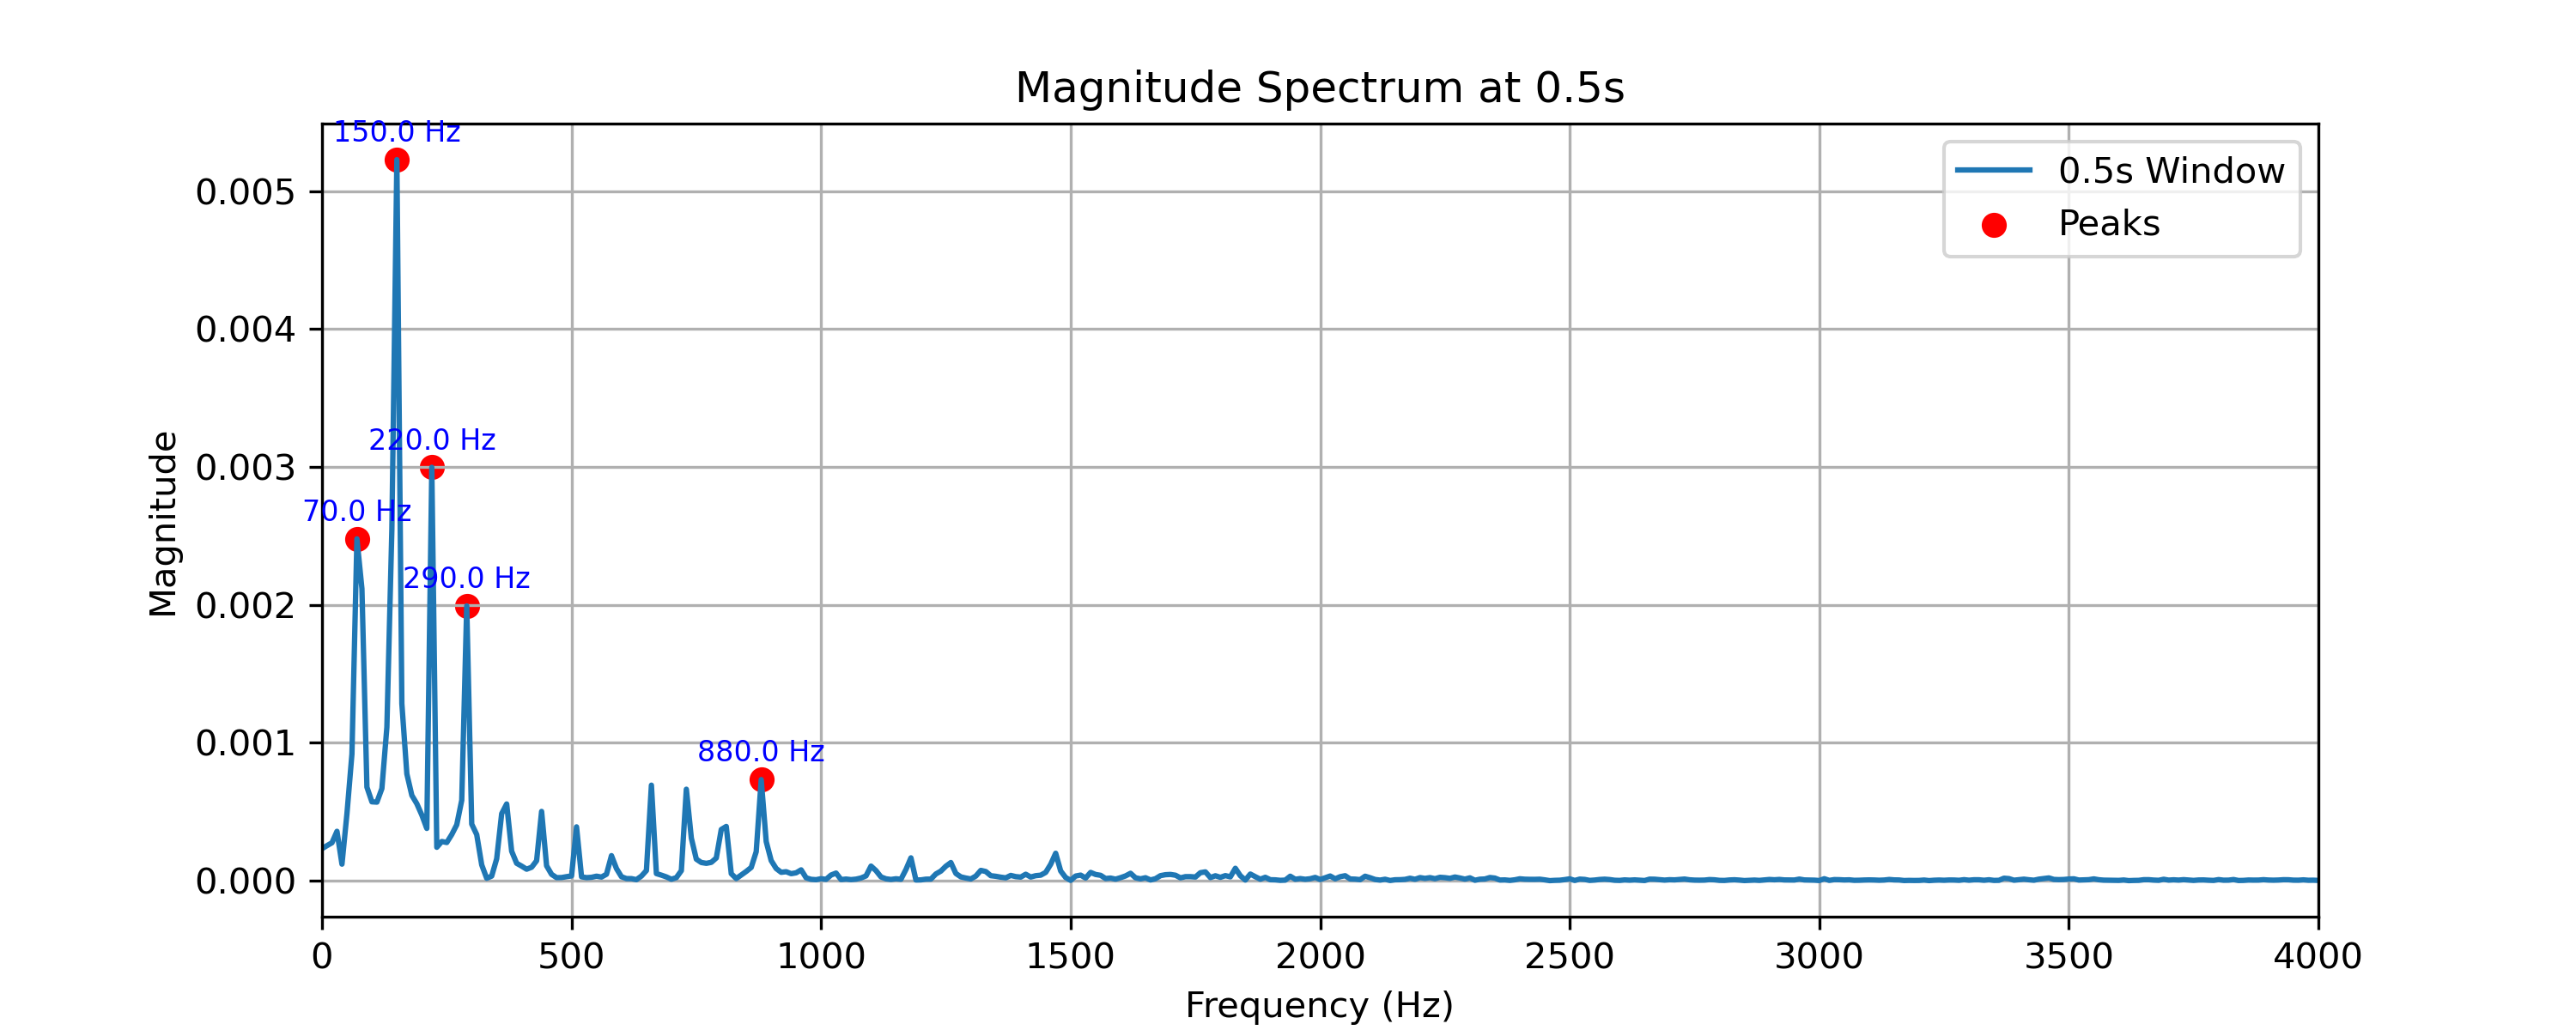 Magnitude Spectrum at 0.5s
150.0 Hz
0.5s Window
Peaks
0.005
0.004
220.0 Hz
0.003
70.0 Hz
290.0 Hz
0.002
880.0 Hz
0.001
0.000
Magnitude
0 500 1000 1500 2000 2500 3000 3500 4000
Frequency (Hz)